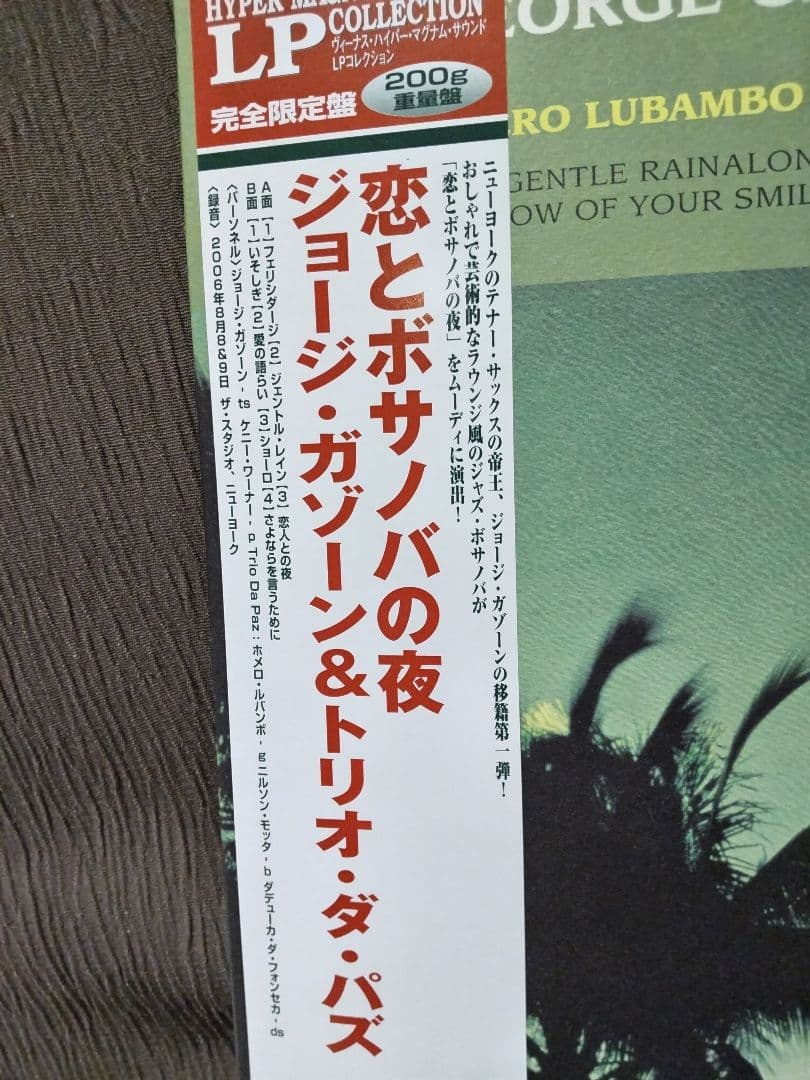 HYPER MAGN
LP COLLECTION
ヴィーナス・ハイパー・マグナム・サウンド
LPコレクション
完全限定盤
200g
重量盤
EORGE G
RO LUBAMBO
GENTLE RAINALON
OW OF YOUR SMIL
ニューヨークのテナー・サックスの帝王、ジョージ・ガゾーンの移籍第一弾!
おしゃれで芸術的なラウンジ風のジャズ・ボサノバが
「恋とボサノバの夜」をムーディに演出!
恋とボサノバの夜
ジョージ・ガゾーン&トリオ・ダ・パズ
A面 [1]フェリシダージ[2]ジェントル・レイン[3]恋人との夜
B面 [1]いそしぎ[2]愛の語らい[3]ショーロ[4]さよならを言うために
〈パーソネル〉ジョージ・ガゾーン - ts ケニー・ワーナー - p Trio Da Paz : ホメロ・ルバンボ - g ニルソン・モッタ - b ダデューカ・ダ・フォンセカ - ds
〈録音〉2006年8月8&9日 ザ・スタジオ、ニューヨーク